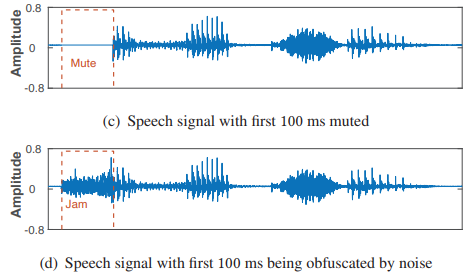 0.8
Amplitude
0
Mute
-0.8
(c) Speech signal with first 100 ms muted
0.8
Amplitude
0
Jam
-0.8
(d) Speech signal with first 100 ms being obfuscated by noise